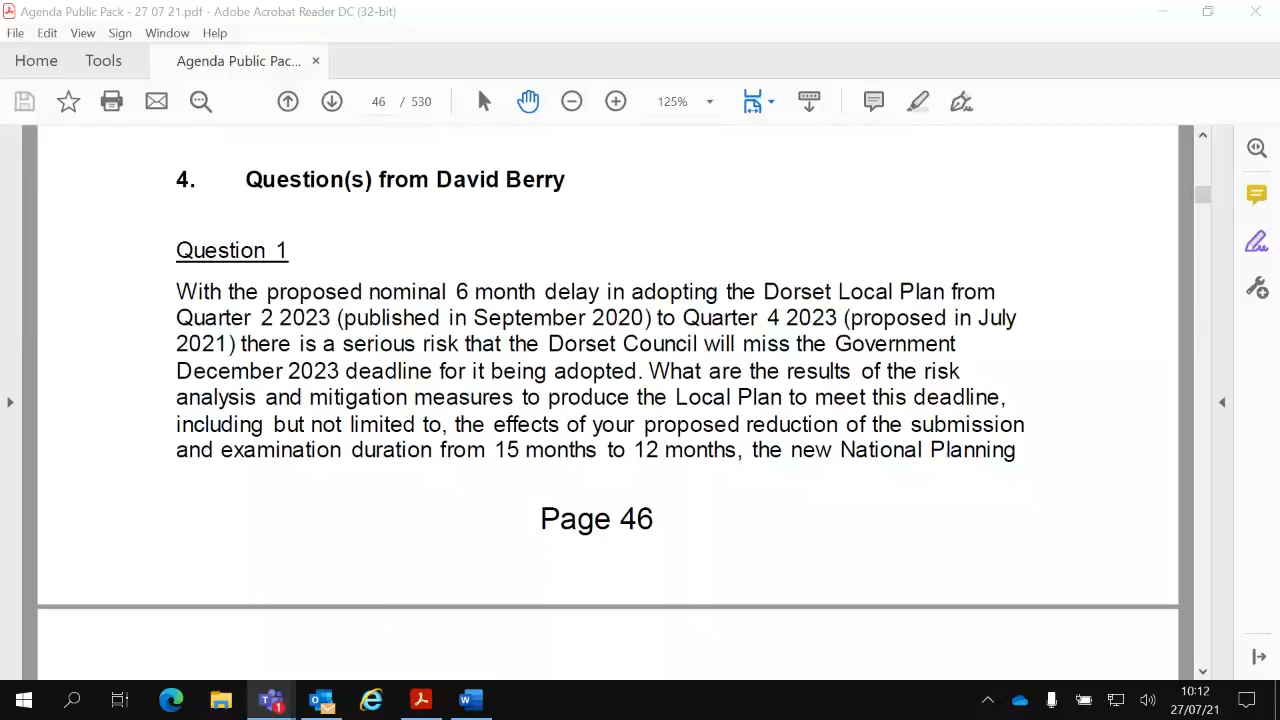 Agenda Public Pack - 27 07 21.pdf - Adobe Acrobat Reader DC (32-bit)
File Edit View Sign Window Help
Home Tools Agenda Public Pac... ×
46 / 530 125%
4. Question(s) from David Berry
Question 1
With the proposed nominal 6 month delay in adopting the Dorset Local Plan from
Quarter 2 2023 (published in September 2020) to Quarter 4 2023 (proposed in July
2021) there is a serious risk that the Dorset Council will miss the Government
December 2023 deadline for it being adopted. What are the results of the risk
analysis and mitigation measures to produce the Local Plan to meet this deadline,
including but not limited to, the effects of your proposed reduction of the submission
and examination duration from 15 months to 12 months, the new National Planning
Page 46
10:12
27/07/21